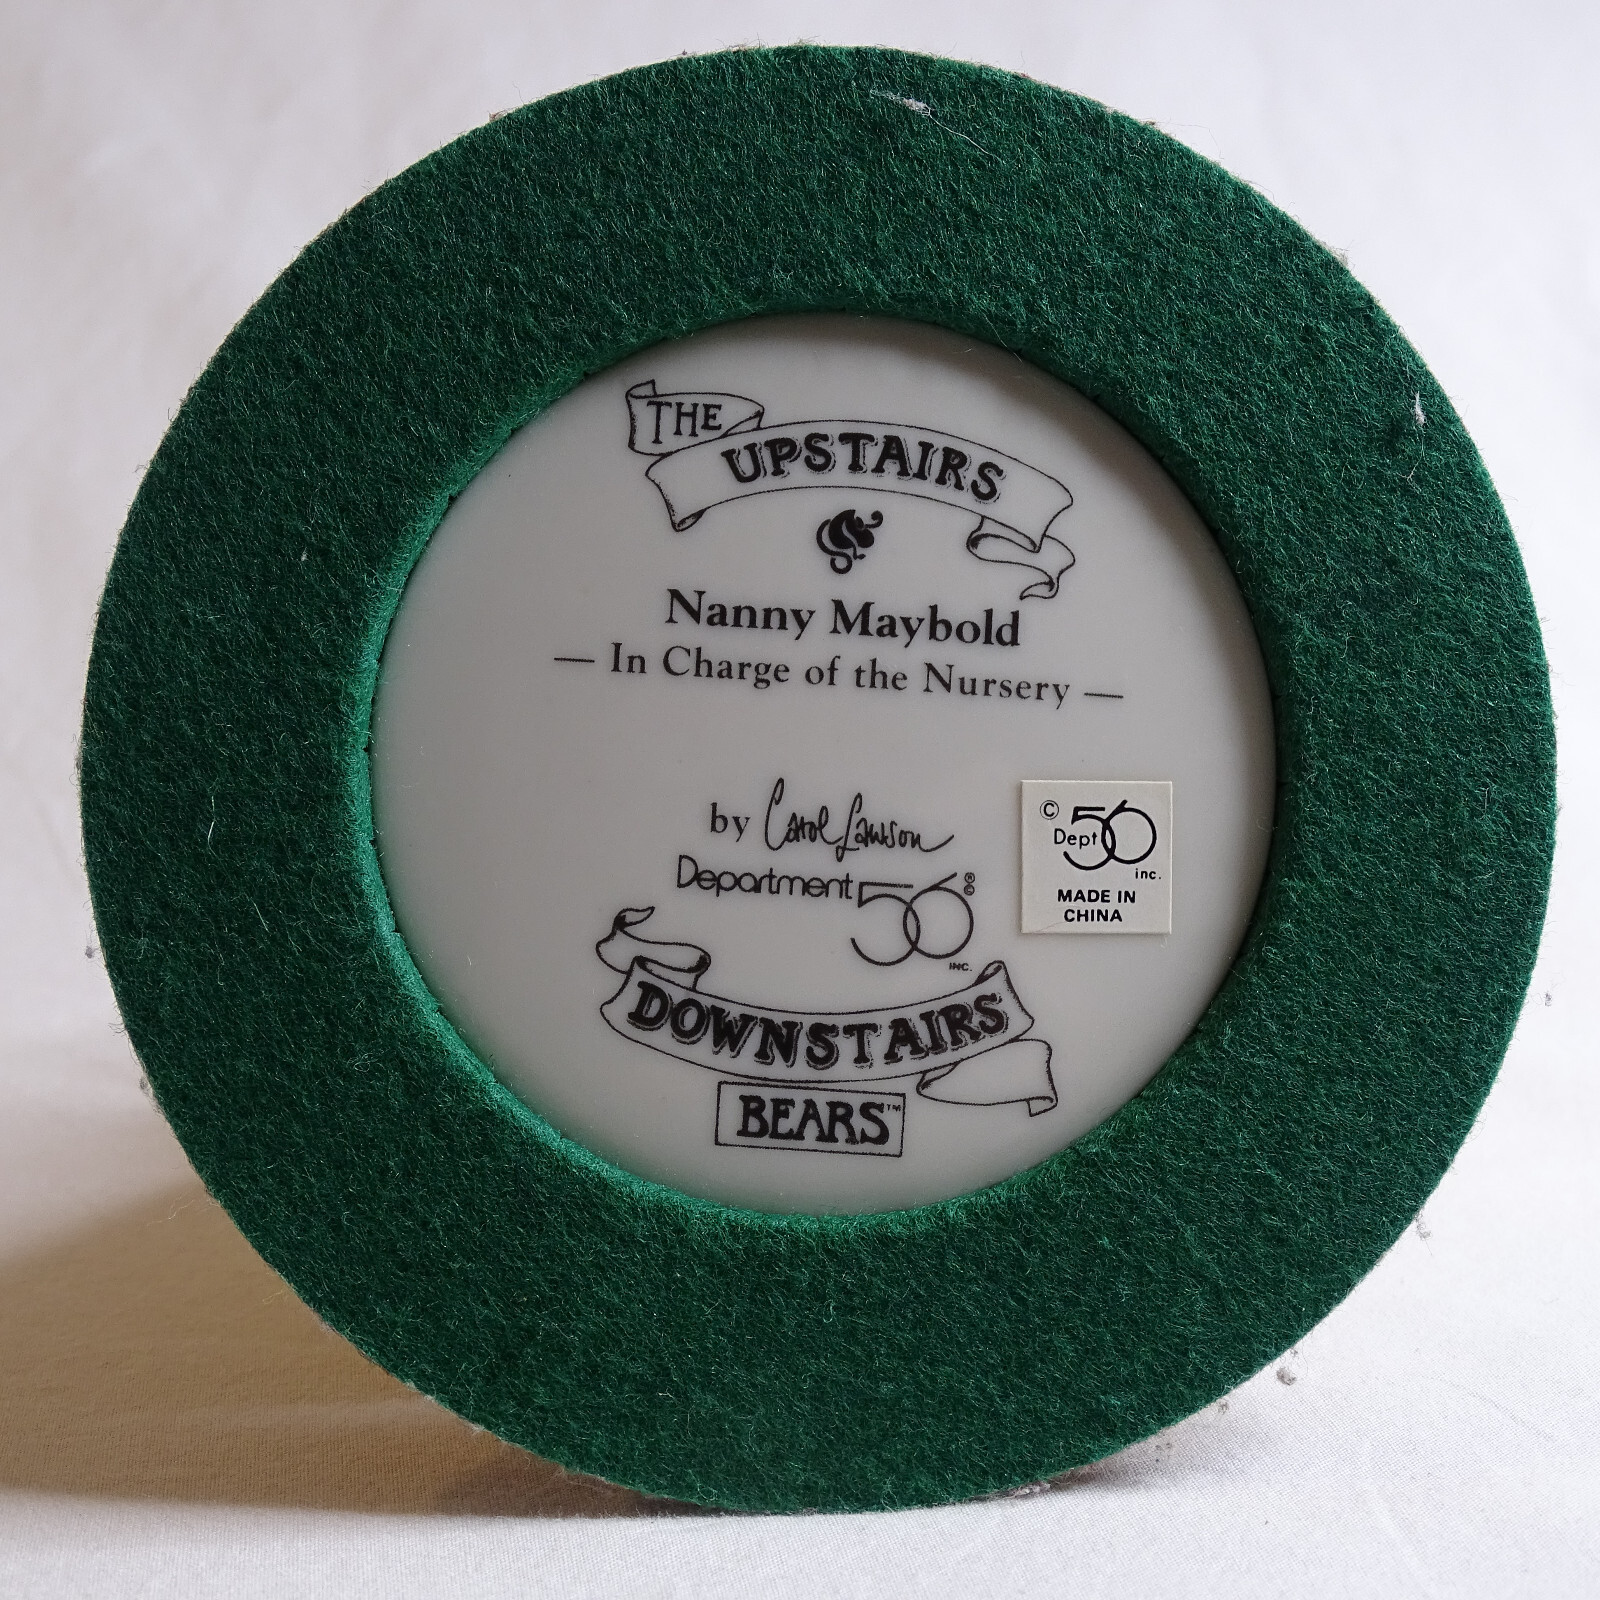 THE
UPSTAIRS
Nanny Maybold
— In Charge of the Nursery —
by Carol Lawson
Department 56 ® ©
INC.
© Dept 56
inc.
MADE IN
CHINA
DOWNSTAIRS
BEARS™